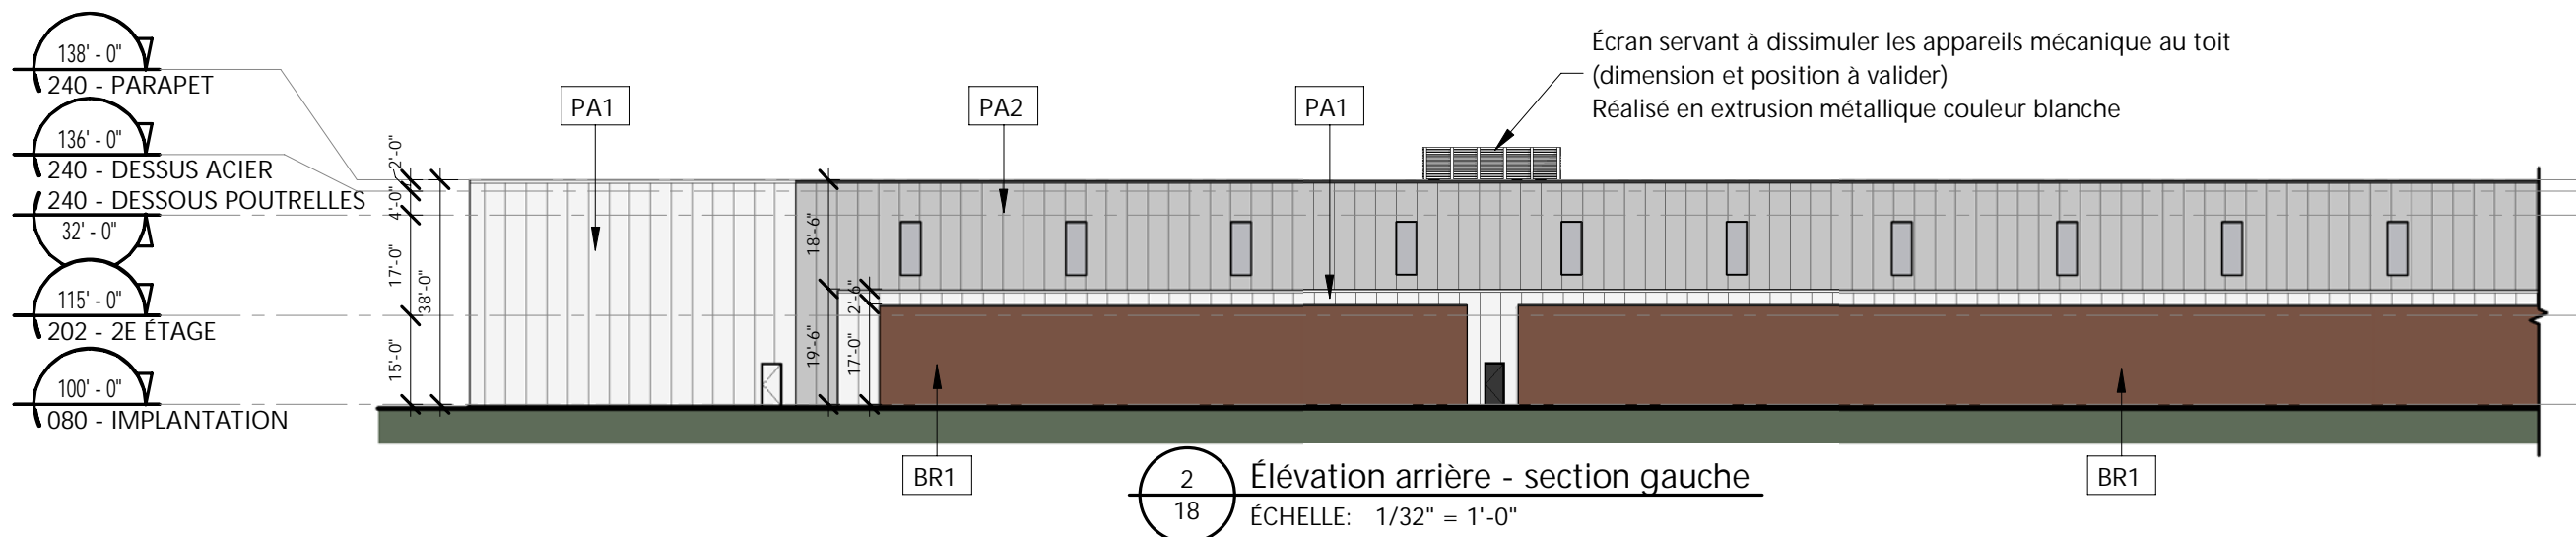 138' - 0"
240 - PARAPET
136' - 0"
240 - DESSUS ACIER
240 - DESSOUS POUTRELLES
32' - 0"
115' - 0"
202 - 2E ÉTAGE
100' - 0"
080 - IMPLANTATION
2'-0"
4'-0"
17'-0"
15'-0"
38'-0"
PA1
PA2
PA1
Écran servant à dissimuler les appareils mécanique au toit
(dimension et position à valider)
Réalisé en extrusion métallique couleur blanche
18'-6"
19'-6"
2'-6"
17'-0"
BR1
BR1
2
18
Élévation arrière - section gauche
ÉCHELLE: 1/32" = 1'-0"